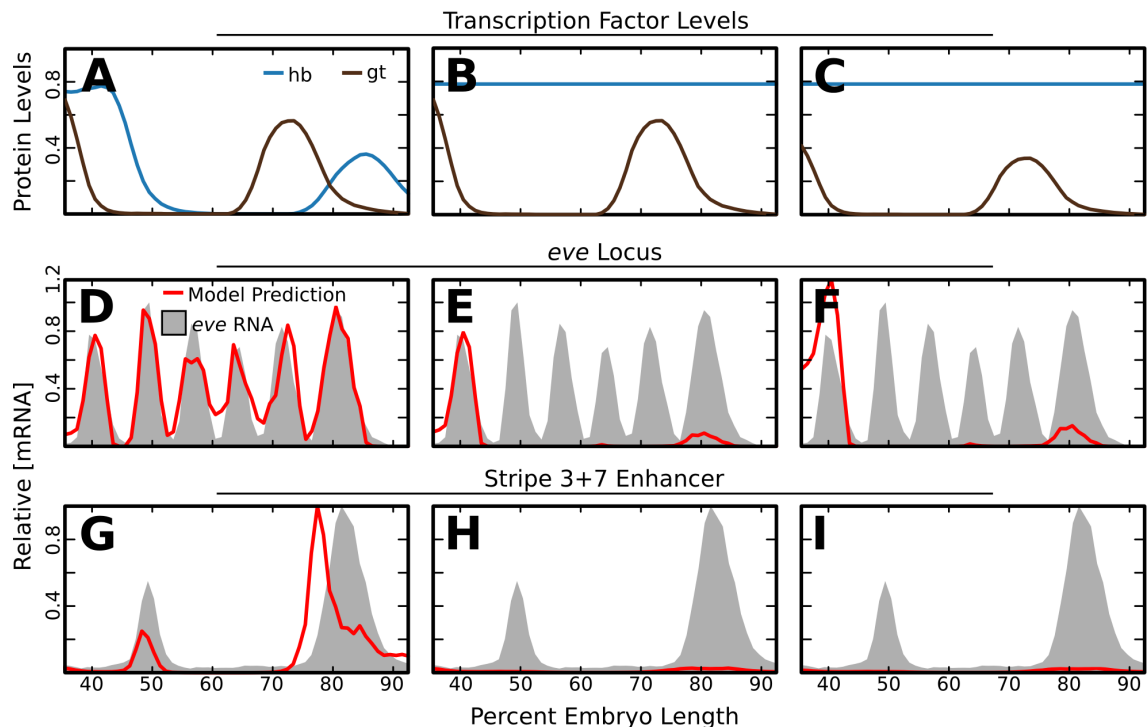 Transcription Factor Levels
A
hb
gt
B
C
Protein Levels
0.8
0.4
eve Locus
D
Model Prediction
eve RNA
E
F
1.2
0.8
0.4
Relative [mRNA]
Stripe 3+7 Enhancer
G
H
I
0.8
0.4
40 50 60 70 80 90 40 50 60 70 80 90 40 50 60 70 80 90
Percent Embryo Length